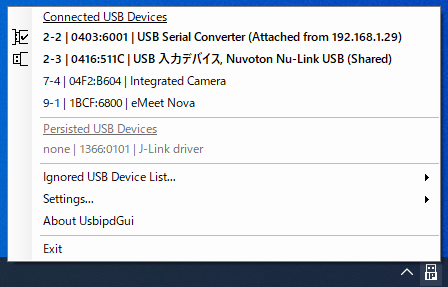 Connected USB Devices
2-2 | 0403:6001 | USB Serial Converter (Attached from 192.168.1.29)
2-3 | 0416:511C | USB 入力デバイス, Nuvoton Nu-Link USB (Shared)
7-4 | 04F2:B604 | Integrated Camera
9-1 | 1BCF:6800 | eMeet Nova
Persisted USB Devices
none | 1366:0101 | J-Link driver
Ignored USB Device List...
Settings...
About UsbipdGui
Exit